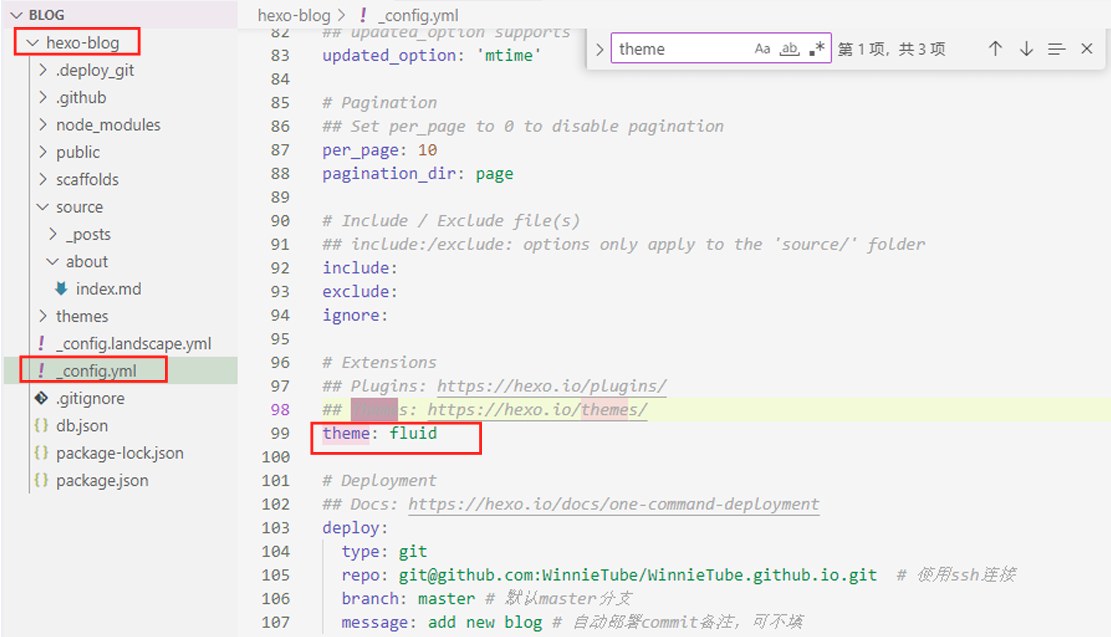 BLOG
hexo-blog
.deploy_git
.github
node_modules
public
scaffolds
source
_posts
about
index.md
themes
_config.landscape.yml
_config.yml
.gitignore
db.json
package-lock.json
package.json
hexo-blog > ! _config.yml
theme Aa ab .* 第 1 项，共 3 项
82 ## updated_option supports
83 updated_option: 'mtime'
84
85 # Pagination
86 ## Set per_page to 0 to disable pagination
87 per_page: 10
88 pagination_dir: page
89
90 # Include / Exclude file(s)
91 ## include:/exclude: options only apply to the 'source/' folder
92 include:
93 exclude:
94 ignore:
95
96 # Extensions
97 ## Plugins: https://hexo.io/plugins/
98 ## Themes: https://hexo.io/themes/
99 theme: fluid
100
101 # Deployment
102 ## Docs: https://hexo.io/docs/one-command-deployment
103 deploy:
104 type: git
105 repo: git@github.com:WinnieTube/WinnieTube.github.io.git # 使用ssh连接
106 branch: master # 默认master分支
107 message: add new blog # 自动部署commit备注，可不填